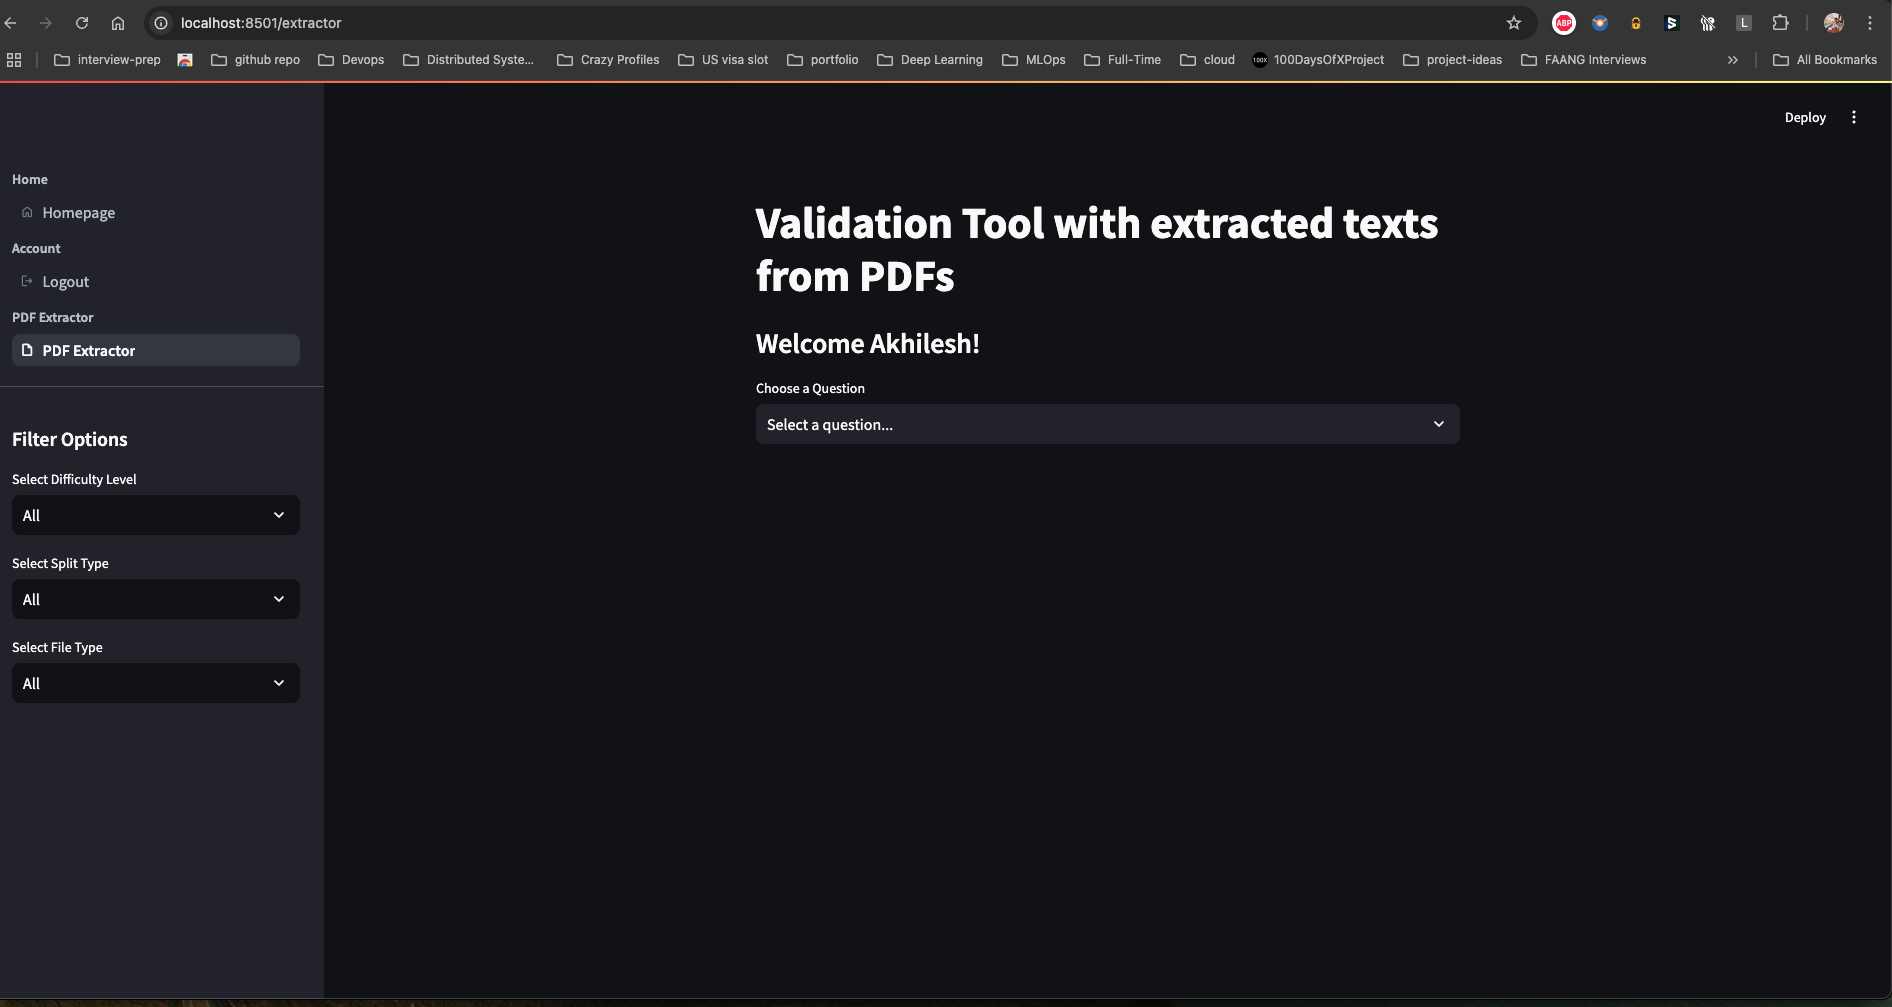 localhost:8501/extractor
ABP
S
L
interview-prep
github repo
Devops
Distributed Syste...
Crazy Profiles
US visa slot
portfolio
Deep Learning
MLOps
Full-Time
cloud
100X
100DaysOfXProject
project-ideas
FAANG Interviews
All Bookmarks
Deploy
Home
Homepage
Account
Logout
PDF Extractor
PDF Extractor
Filter Options
Select Difficulty Level
All
Select Split Type
All
Select File Type
All
Validation Tool with extracted texts
from PDFs
Welcome Akhilesh!
Choose a Question
Select a question...